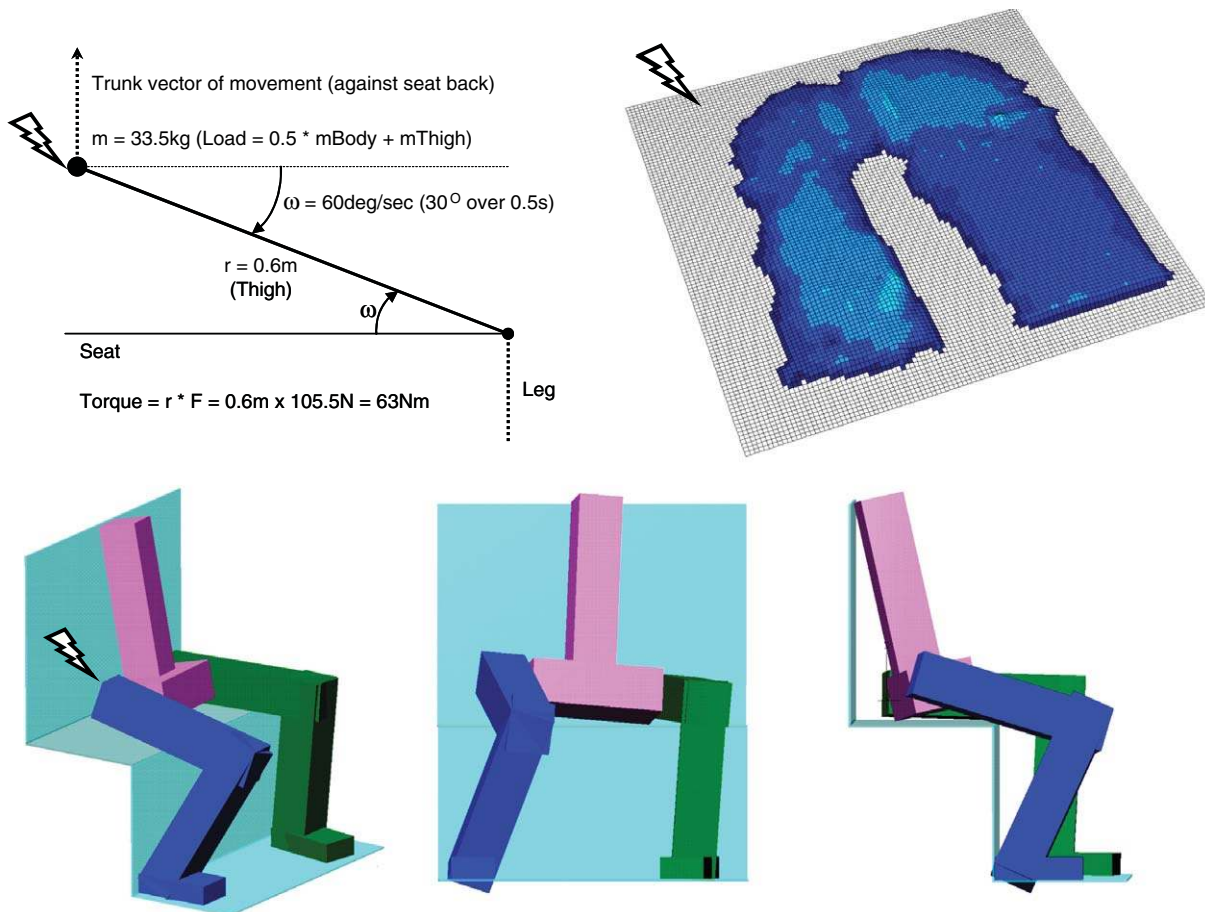 Trunk vector of movement (against seat back)
m = 33.5kg (Load = 0.5 * mBody + mThigh)
ω = 60deg/sec (30° over 0.5s)
r = 0.6m
(Thigh)
ω
Seat
Leg
Torque = r * F = 0.6m x 105.5N = 63Nm